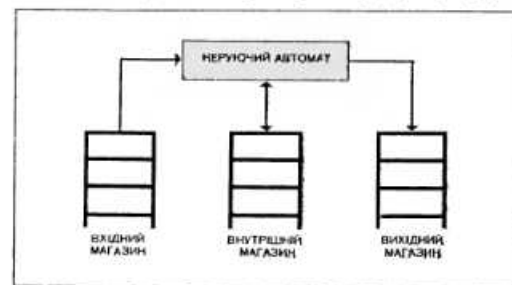 НЕРУЮЧИЙ АВТОМАТ
ВХІДНИЙ
МАГАЗИН
ВНУТРІШНІЙ
МАГАЗИН
ВИХІДНИЙ
МАГАЗИН